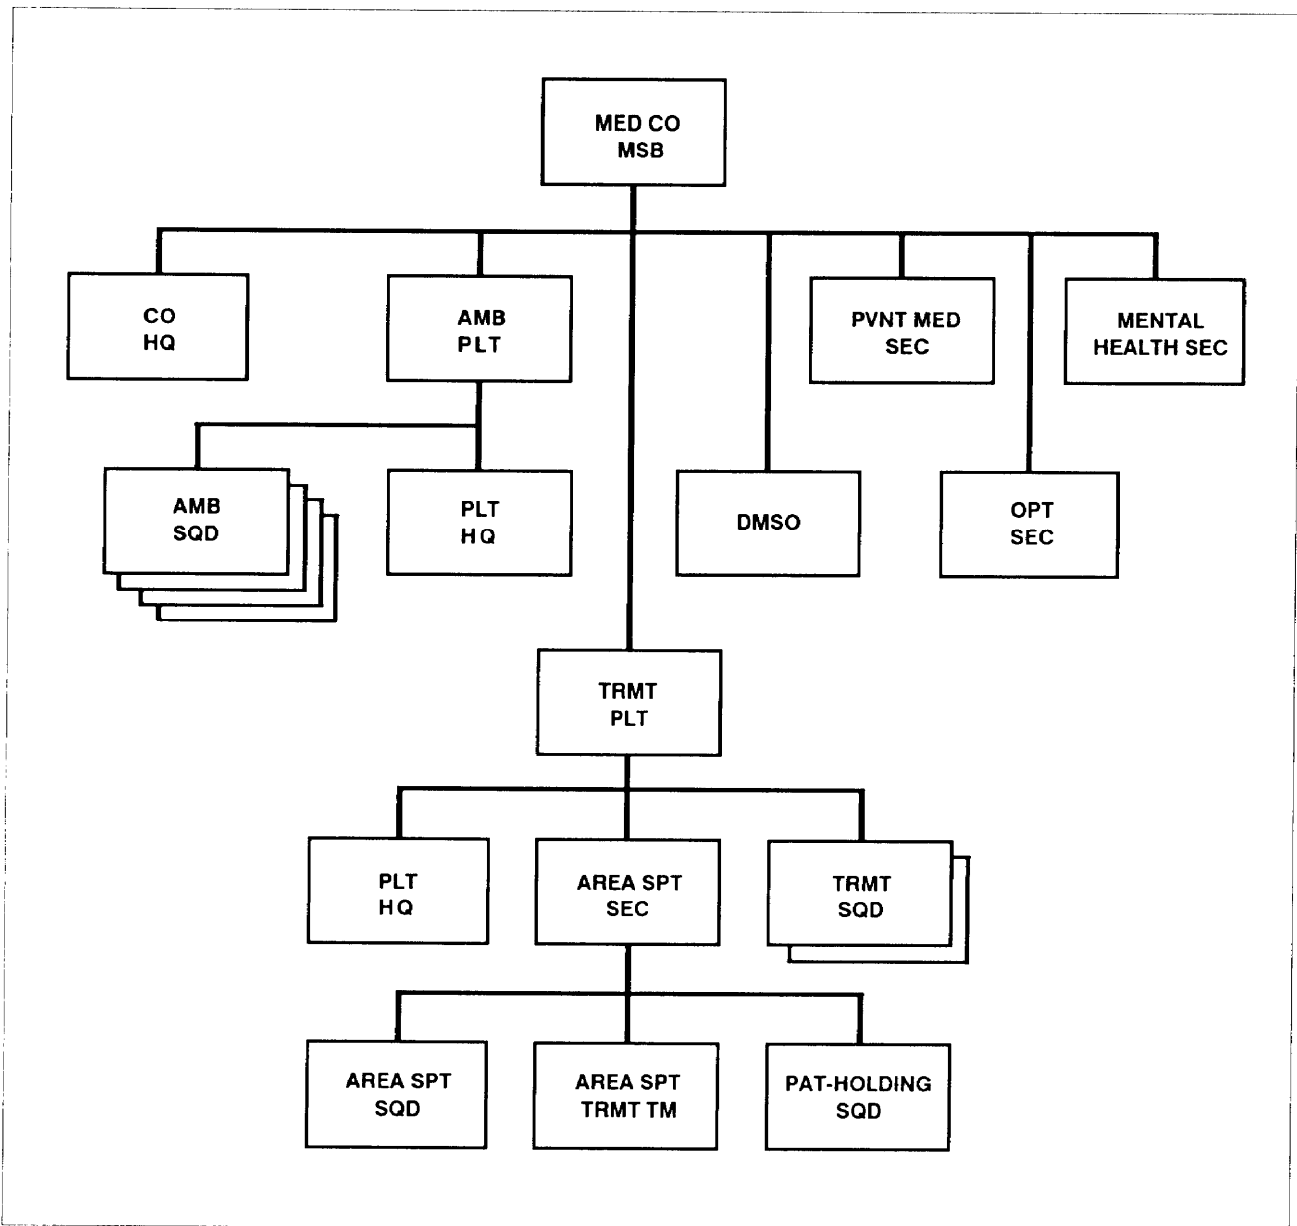 MED CO
MSB
CO
HQ
AMB
PLT
PVNT MED
SEC
MENTAL
HEALTH SEC
AMB
SQD
PLT
HQ
DMSO
OPT
SEC
TRMT
PLT
PLT
HQ
AREA SPT
SEC
TRMT
SQD
AREA SPT
SQD
AREA SPT
TRMT TM
PAT-HOLDING
SQD